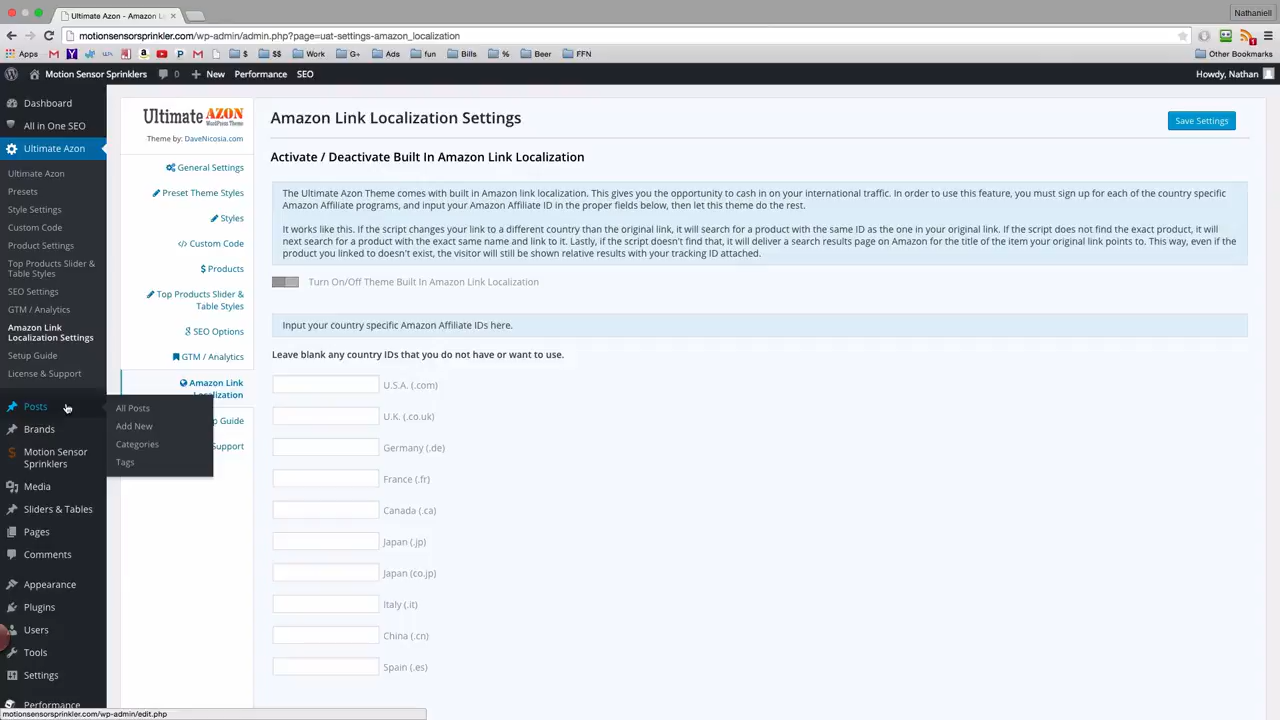 Nathaniell
Ultimate Azon - Amazon L
motionsensorsprinkler.com/wp-admin/admin.php?page=uat-settings-amazon_localization
Apps
$
$$
Work
G+
Ads
fun
Bills
%
Beer
FFN
Other Bookmarks
Motion Sensor Sprinklers
0
New
Performance
SEO
Howdy, Nathan
Dashboard
All in One SEO
Ultimate Azon
Ultimate Azon
Presets
Style Settings
Custom Code
Product Settings
Top Products Slider &
Table Styles
SEO Settings
GTM / Analytics
Amazon Link
Localization Settings
Setup Guide
License & Support
Posts
Brands
Motion Sensor
Sprinklers
Media
Sliders & Tables
Pages
Comments
Appearance
Plugins
Users
Tools
Settings
Performance
motionsensorsprinkler.com/wp-admin/edit.php
All Posts
Add New
Categories
Tags
Ultimate AZON
WordPress Theme
Theme by: DaveNicosia.com
General Settings
Preset Theme Styles
Styles
Custom Code
Products
Top Products Slider &
Table Styles
SEO Options
GTM / Analytics
Amazon Link
Localization
p Guide
Support
Amazon Link Localization Settings
Save Settings
Activate / Deactivate Built In Amazon Link Localization
The Ultimate Azon Theme comes with built in Amazon link localization. This gives you the opportunity to cash in on your international traffic. In order to use this feature, you must sign up for each of the country specific
Amazon Affiliate programs, and input your Amazon Affiliate ID in the proper fields below, then let this theme do the rest.
It works like this. If the script changes your link to a different country than the original link, it will search for a product with the same ID as the one in your original link. If the script does not find the exact product, it will
next search for a product with the exact same name and link to it. Lastly, if the script doesn't find that, it will deliver a search results page on Amazon for the title of the item your original link points to. This way, even if the
product you linked to doesn't exist, the visitor will still be shown relative results with your tracking ID attached.
Turn On/Off Theme Built In Amazon Link Localization
Input your country specific Amazon Affiliate IDs here.
Leave blank any country IDs that you do not have or want to use.
U.S.A. (.com)
U.K. (.co.uk)
Germany (.de)
France (.fr)
Canada (.ca)
Japan (.jp)
Japan (co.jp)
Italy (.it)
China (.cn)
Spain (.es)